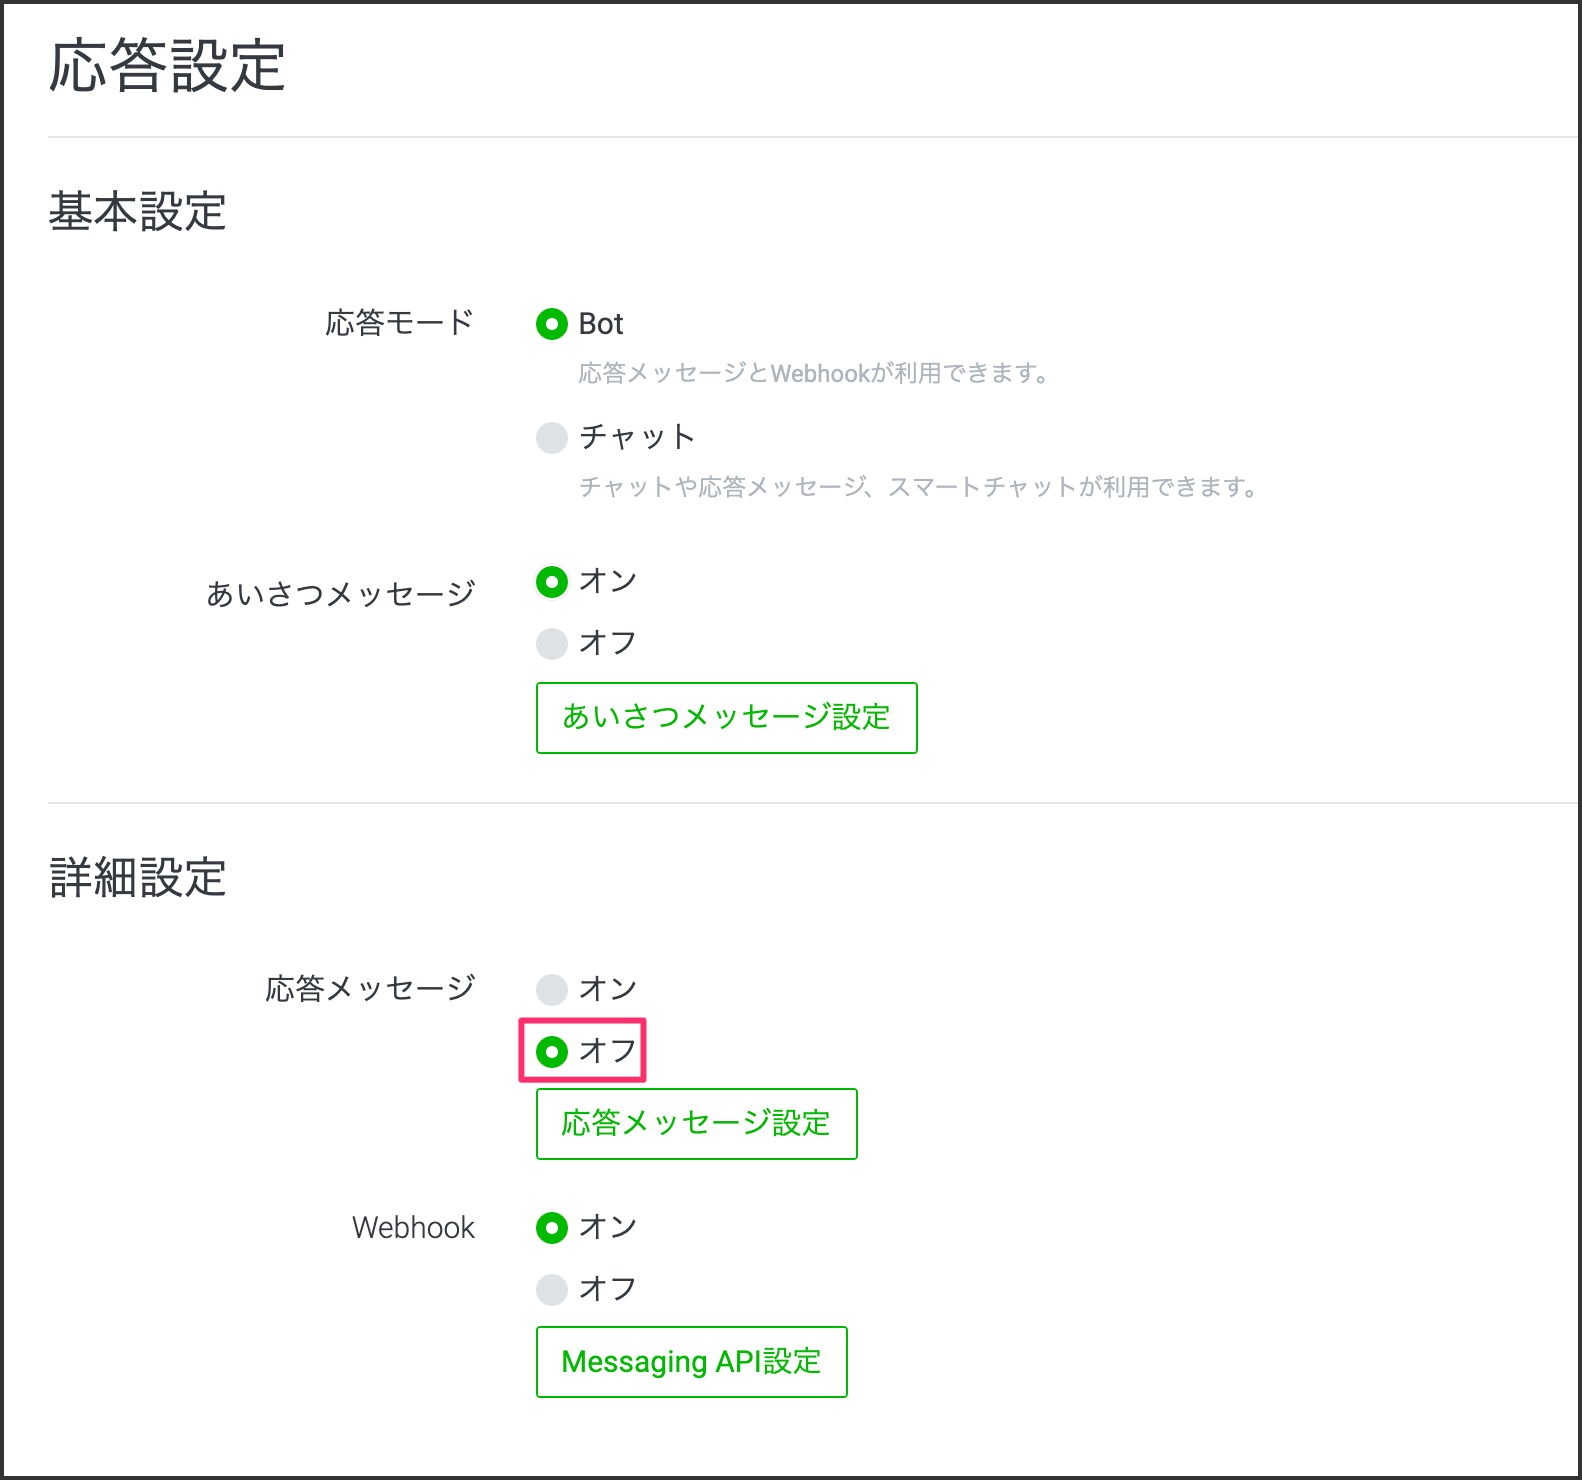 応答設定
基本設定
応答モード
Bot
応答メッセージとWebhookが利用できます。
チャット
チャットや応答メッセージ、スマートチャットが利用できます。
あいさつメッセージ
オン
オフ
あいさつメッセージ設定
詳細設定
応答メッセージ
オン
オフ
応答メッセージ設定
Webhook
オン
オフ
Messaging API設定